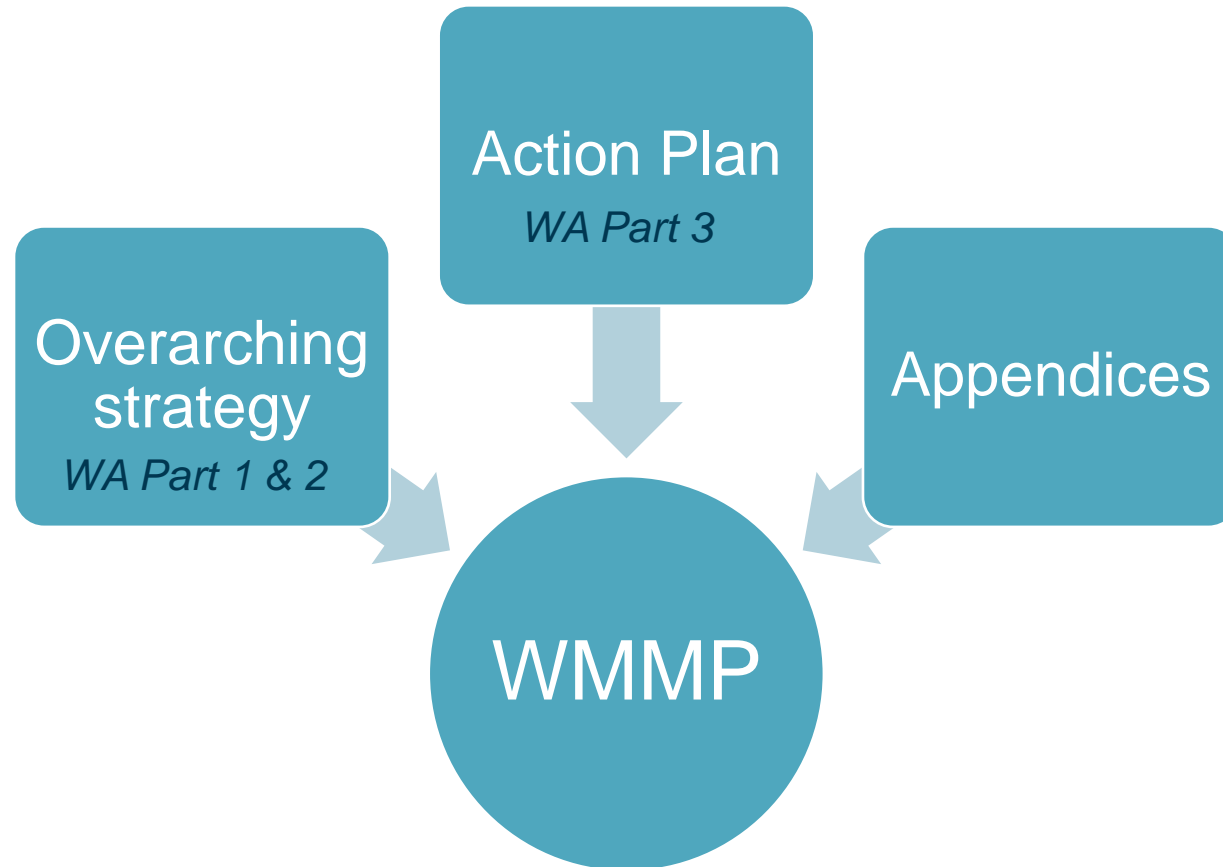 Action Plan
WA Part 3
Overarching
strategy
WA Part 1 & 2
Appendices
WMMP